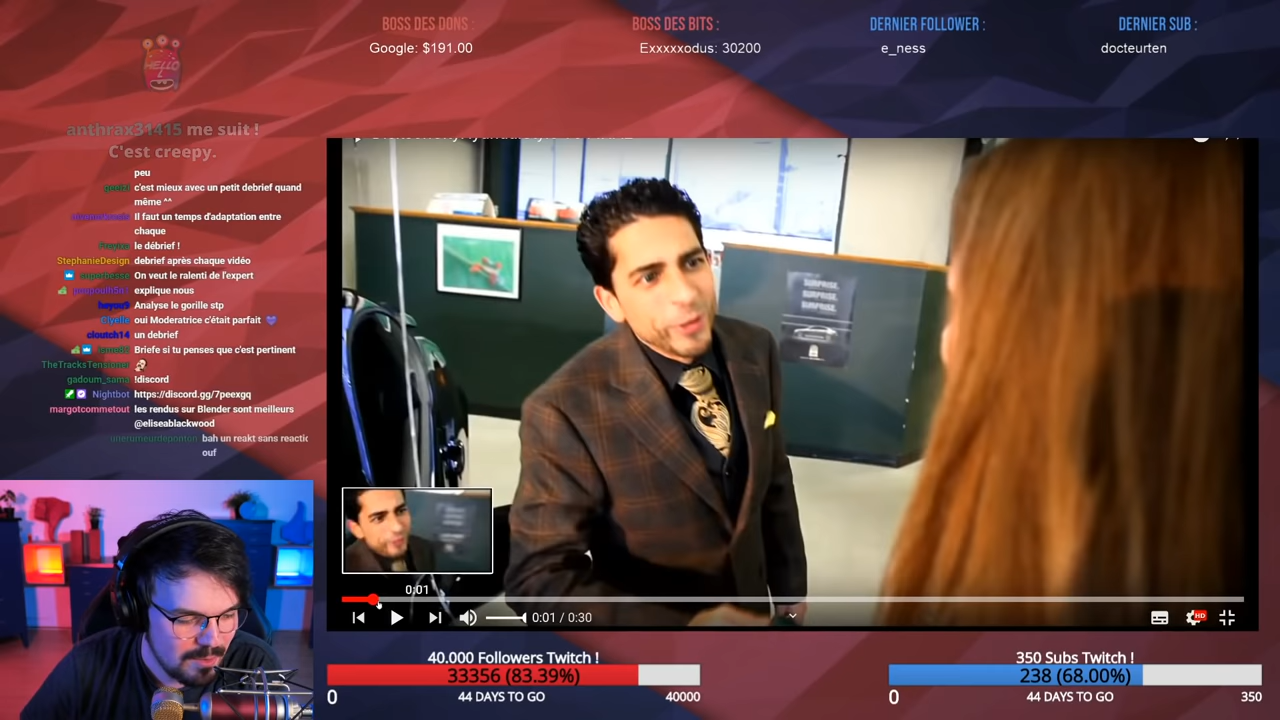 BOSS DES DONS :
Google: $191.00
BOSS DES BITS :
Exxxxxodus: 30200
DERNIER FOLLOWER :
e_ness
DERNIER SUB :
docteurten
HELLO
anthrax31415 me suit !
C'est creepy.
peu
c'est mieux avec un petit debrief quand
même ^^
Il faut un temps d'adaptation entre
chaque
le débrief !
StephanieDesign debrief après chaque vidéo
On veut le ralenti de l'expert
explique nous
Analyse le gorille stp
oui Moderatrice c'était parfait
cloutch14 un debrief
Briefe si tu penses que c'est pertinent
TheTracksTensioner
gadoum_sama !discord
Nightbot https://discord.gg/7peexgq
margotcommetout les rendus sur Blender sont meilleurs
@eliseablackwood
bah un reakt sans reactic
ouf
SURPRISE.
SURPRISE.
SURPRISE.
0:01
0:01 / 0:30
HD
40.000 Followers Twitch !
33356 (83.39%)
0
44 DAYS TO GO
40000
350 Subs Twitch !
238 (68.00%)
0
44 DAYS TO GO
350